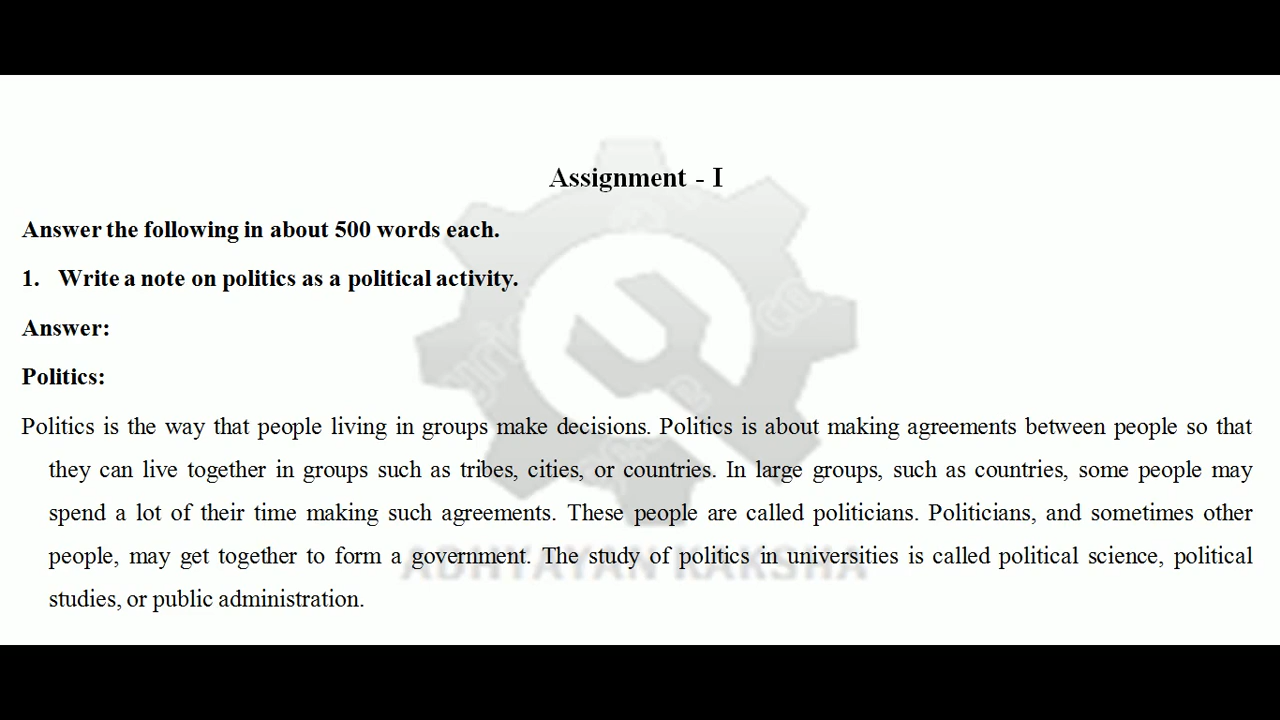 Assignment - I
Answer the following in about 500 words each.
1. Write a note on politics as a political activity.
Answer:
Politics:
Politics is the way that people living in groups make decisions. Politics is about making agreements between people so that
they can live together in groups such as tribes, cities, or countries. In large groups, such as countries, some people may
spend a lot of their time making such agreements. These people are called politicians. Politicians, and sometimes other
people, may get together to form a government. The study of politics in universities is called political science, political
studies, or public administration.
ADHYAYAN KAKSHA